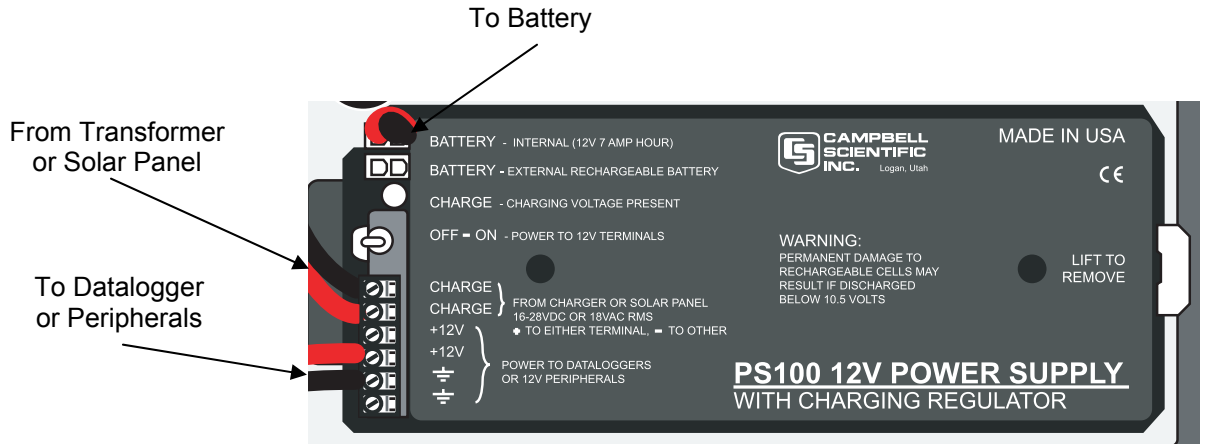 To Battery
From Transformer
or Solar Panel
To Datalogger
or Peripherals
BATTERY - INTERNAL (12V 7 AMP HOUR)
BATTERY - EXTERNAL RECHARGEABLE BATTERY
CHARGE - CHARGING VOLTAGE PRESENT
OFF - ON - POWER TO 12V TERMINALS
CHARGE
CHARGE
FROM CHARGER OR SOLAR PANEL
16-28VDC OR 18VAC RMS
+ TO EITHER TERMINAL, - TO OTHER
+12V
+12V
POWER TO DATALOGGERS
OR 12V PERIPHERALS
CAMPBELL
SCIENTIFIC
INC. Logan, Utah
MADE IN USA
CE
WARNING:
PERMANENT DAMAGE TO
RECHARGEABLE CELLS MAY
RESULT IF DISCHARGED
BELOW 10.5 VOLTS
LIFT TO
REMOVE
PS100 12V POWER SUPPLY
WITH CHARGING REGULATOR